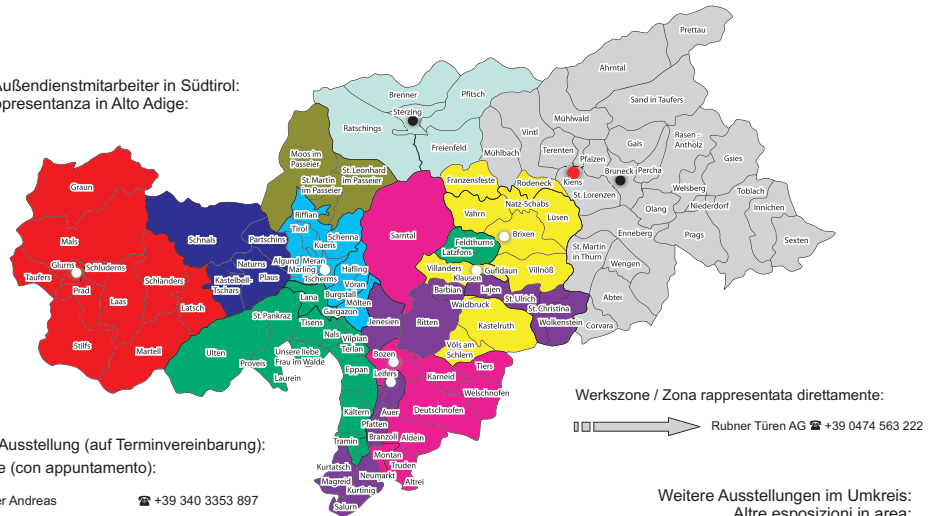 Prettau
Ahrntal
Außendienstmitarbeiter in Südtirol:
Brenner
Pfitsch
Sand in Taufers
Sterzing
Mühlwald
Ratschings
Vintl
Rasen -
Antholz
Freienfeld
Gais
Mühlbach
Terenten
Pfalzen
Gsies
Moos im
Passeier
St. Leonhard
im Passeier
Bruneck
Percha
St. Martin
im Passeier
Franzensfeste
Rodeneck
Kiens
Welsberg
Toblach
Graun
St. Lorenzen
Niederdorf
Innichen
Natz-Schabs
Olang
Riffian
Vahrn
Lüsen
Tirol
Enneberg
Prags
Sexten
Schnals
Partschins
Schenna
Sarntal
Brixen
Mals
Kuens
Feldthurns
Latzfons
St. Martin
in Thurn
Wengen
Glurns
Schluderns
Naturns
Algund
Meran
Marling
Hafling
Villanders
Gufidaun
Villnöß
Taufers
Schlanders
Kastelbell-
Tschars
Plaus
Tscherms
Klausen
Prad
Laas
Vöran
Barbian
Lajen
Lana
Burgstall
Mölten
St. Ulrich
Abtei
Latsch
Gargazon
Waidbruck
St. Christina
St. Pankraz
Tisens
Jenesien
Ritten
Kastelruth
Wolkenstein
Corvara
Nals
Vilpian
Terlan
Völs am
Schlern
Stilfs
Martell
Ulten
Proveis
Unsere liebe
Frau im Walde
Bozen
Eppan
Leifers
Karneid
Tiers
Laurein
Welschnofen
Werkszone / Zona rappresentata direttamente:
Kaltern
Auer
Deutschnofen
Pfatten
Rubner Türen AG ☎ +39 0474 563 222
Tramin
Branzoll
Aldein
Ausstellung (auf Terminvereinbarung):
Montan
(con appuntamento):
Kurtatsch
Truden
Neumarkt
Magreid
Altrei
Kurtinig
Andreas ☎ +39 340 3353 897
Salurn
Weitere Ausstellungen im Umkreis:
Altre esposizioni in area:
in Alto Adige: